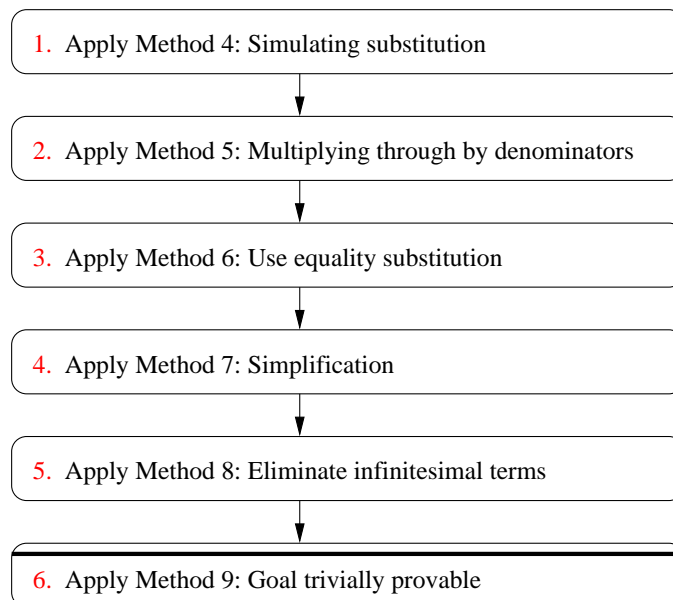 1. Apply Method 4: Simulating substitution
2. Apply Method 5: Multiplying through by denominators
3. Apply Method 6: Use equality substitution
4. Apply Method 7: Simplification
5. Apply Method 8: Eliminate infinitesimal terms
6. Apply Method 9: Goal trivially provable